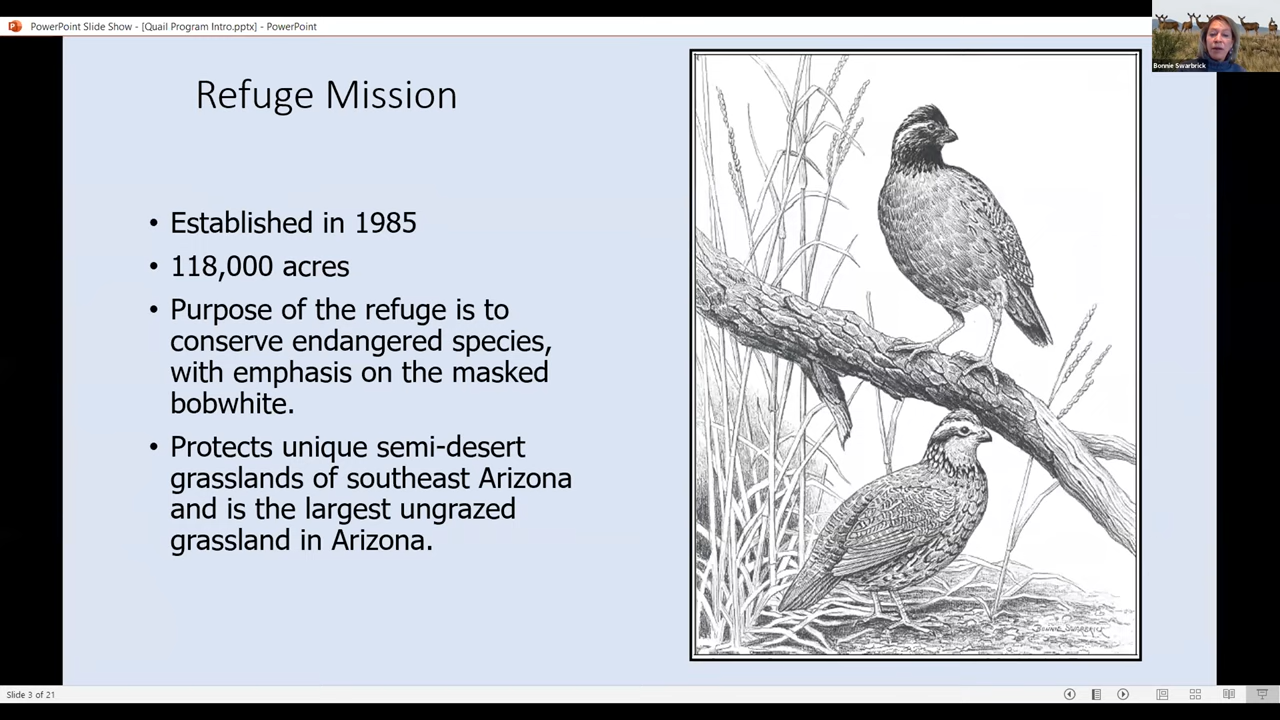 PowerPoint Slide Show - [Quail Program Intro.pptx] - PowerPoint
Bonnie Swarbrick
Refuge Mission
• Established in 1985
• 118,000 acres
• Purpose of the refuge is to
conserve endangered species,
with emphasis on the masked
bobwhite.
• Protects unique semi-desert
grasslands of southeast Arizona
and is the largest ungrazed
grassland in Arizona.
BONNIE SWARBRICK
Slide 3 of 21